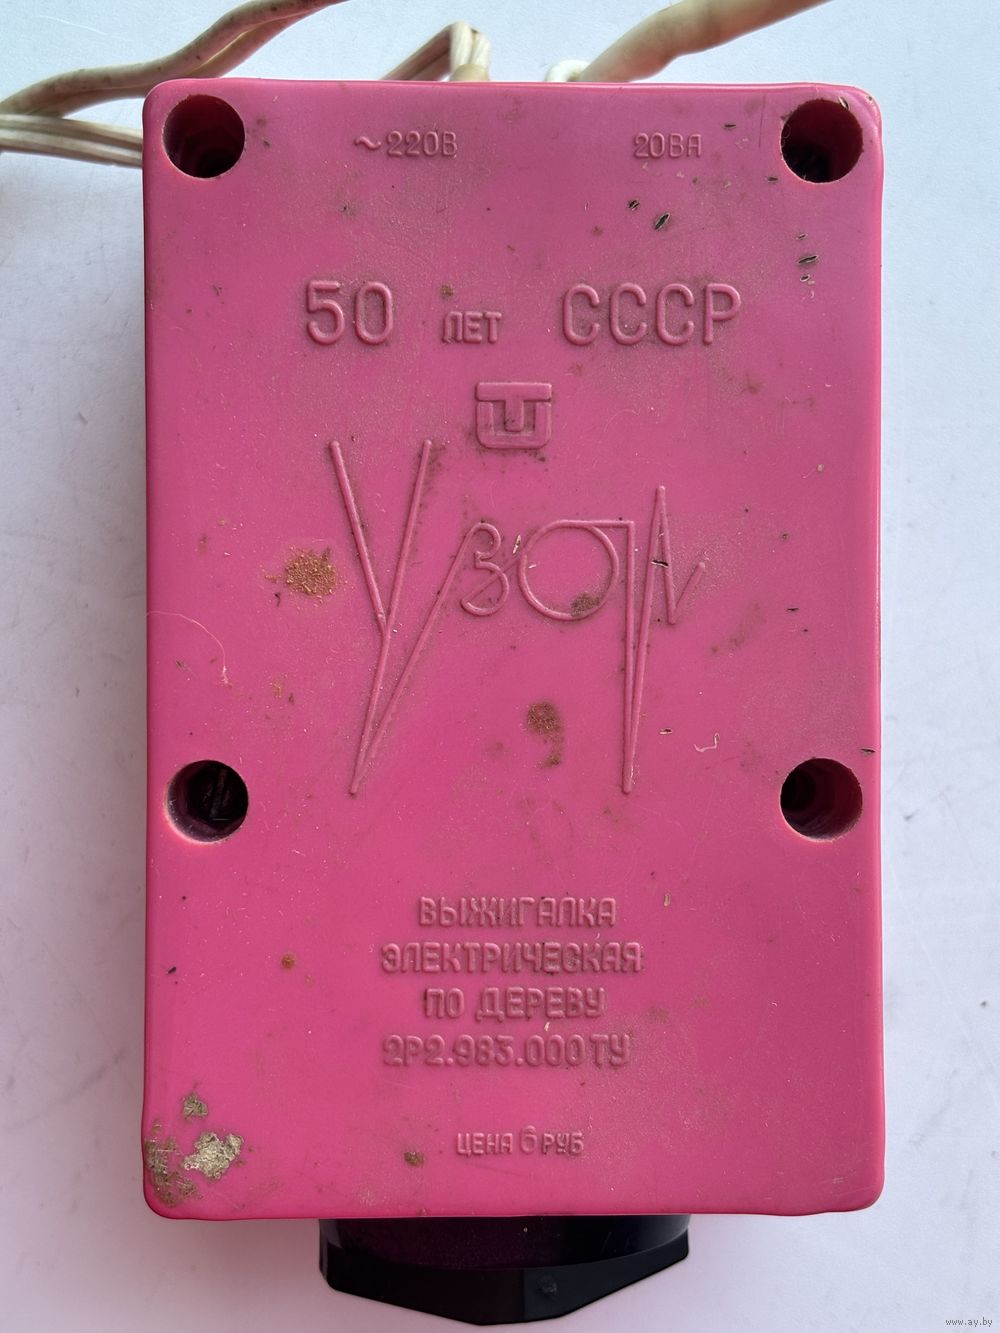 ~220В 20ВА
50 ЛЕТ СССР
Узор
ВЫЖИГАЛКА
ЭЛЕКТРИЧЕСКАЯ
ПО ДЕРЕВУ
2Р2.983.000ТУ
ЦЕНА 6 РУБ
www.ay.by